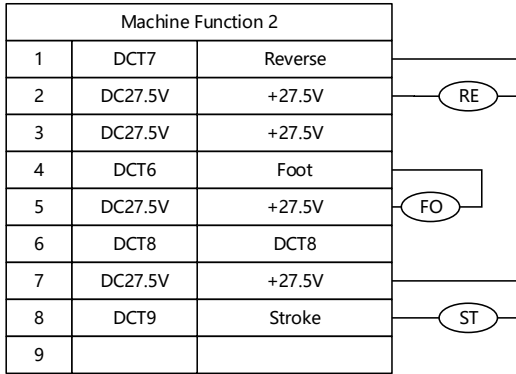 Machine Function 2
1 DCT7 Reverse
2 DC27.5V +27.5V RE
3 DC27.5V +27.5V
4 DCT6 Foot
5 DC27.5V +27.5V FO
6 DCT8 DCT8
7 DC27.5V +27.5V
8 DCT9 Stroke ST
9